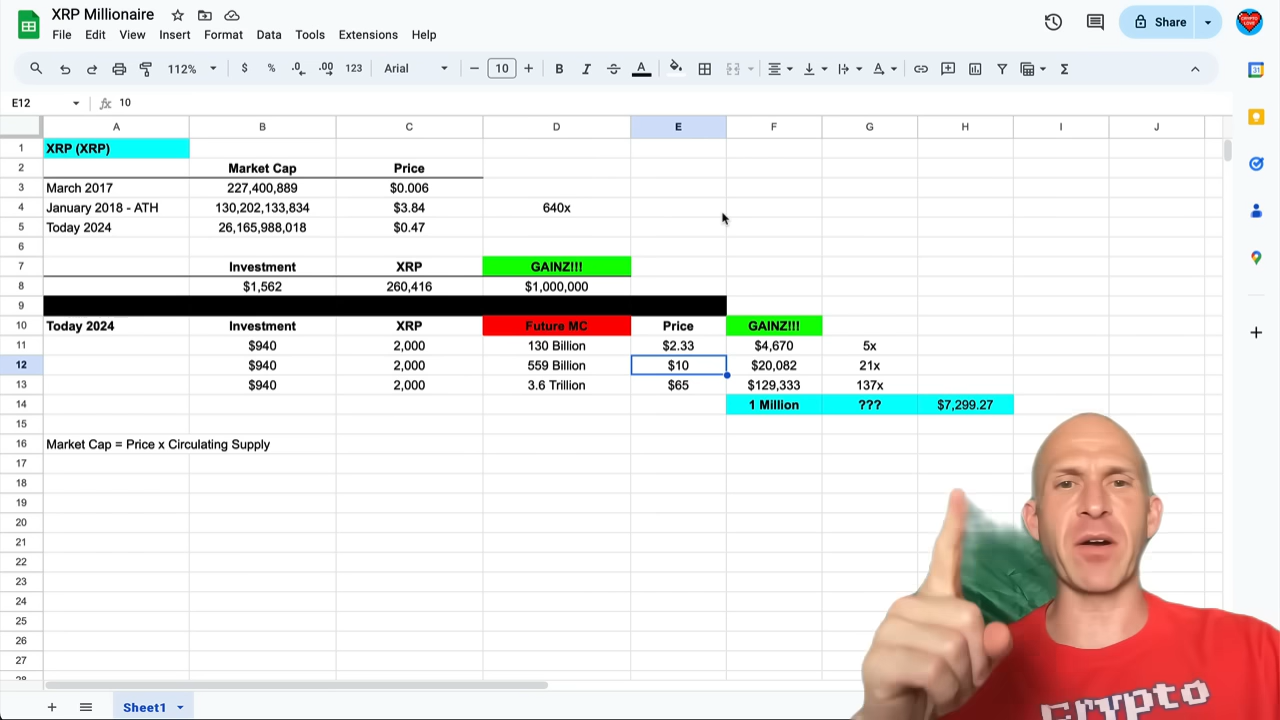 XRP Millionaire
File Edit View Insert Format Data Tools Extensions Help
Share
112% $ % .0 .00 123 Arial 10 B I S A Σ
E12 fx 10
A B C D E F G H I J
1 XRP (XRP)
2 Market Cap Price
3 March 2017 227,400,889 $0.006
4 January 2018 - ATH 130,202,133,834 $3.84 640x
5 Today 2024 26,165,988,018 $0.47
6
7 Investment XRP GAINZ!!!
8 $1,562 260,416 $1,000,000
9
10 Today 2024 Investment XRP Future MC Price GAINZ!!!
11 $940 2,000 130 Billion $2.33 $4,670 5x
12 $940 2,000 559 Billion $10 $20,082 21x
13 $940 2,000 3.6 Trillion $65 $129,333 137x
14 1 Million ??? $7,299.27
15
16 Market Cap = Price x Circulating Supply
17
18
19
20
21
22
23
24
25
26
27
Sheet1
Crypto